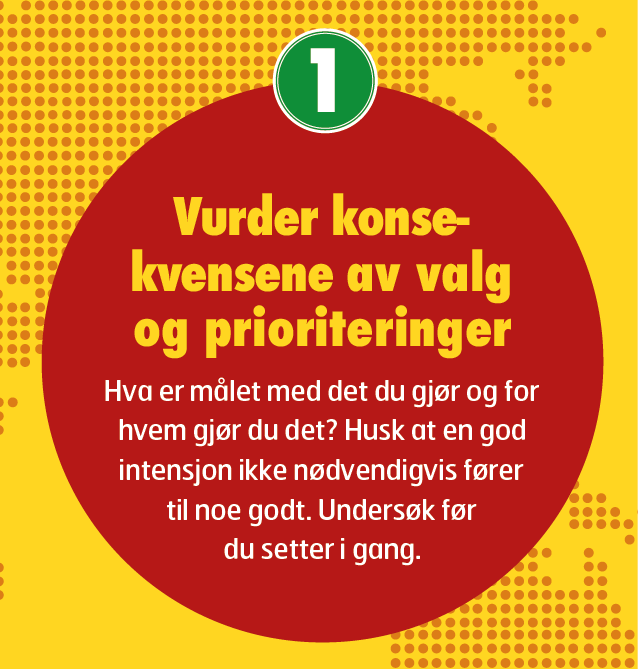 1
Vurder konse-
kvensene av valg
og prioriteringer
Hva er målet med det du gjør og for
hvem gjør du det? Husk at en god
intensjon ikke nødvendigvis fører
til noe godt. Undersøk før
du setter i gang.